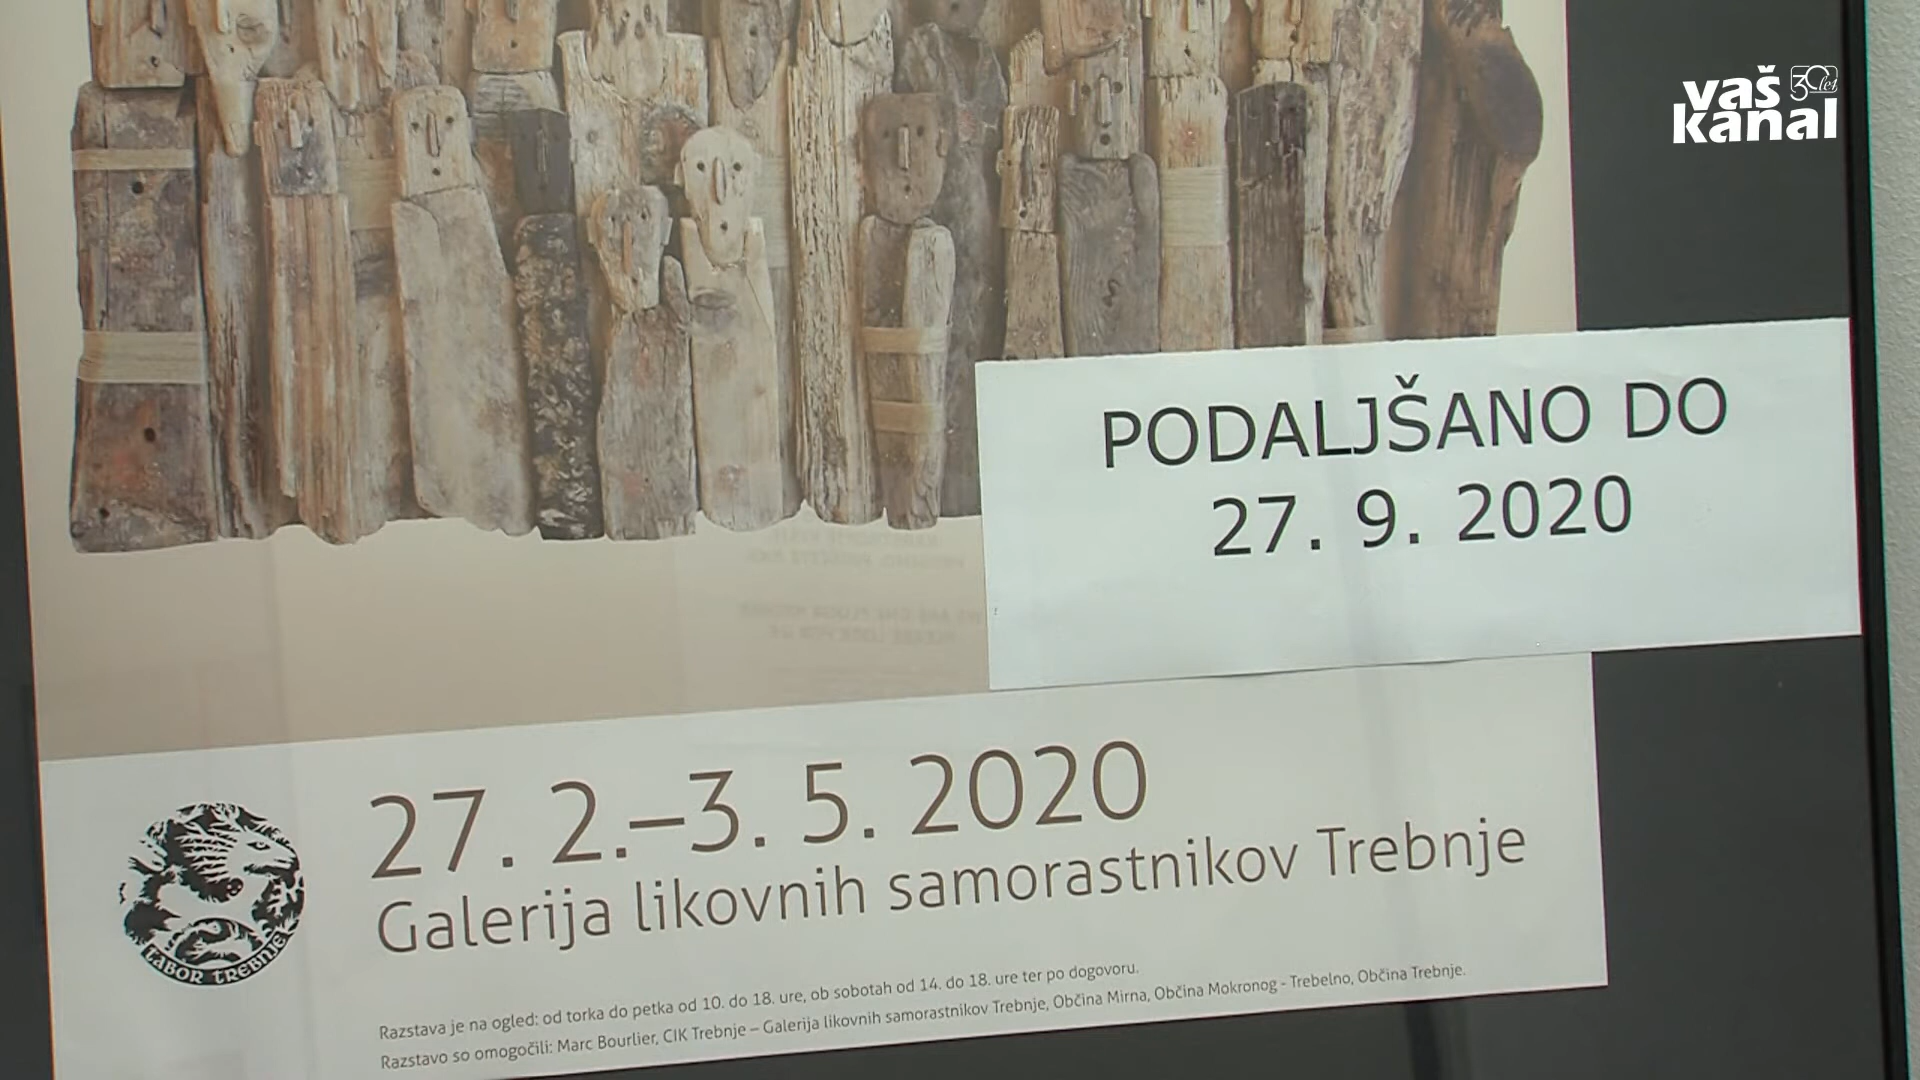 vaš
kanal
30 let
PODALJŠANO DO
27. 9. 2020
27. 2.–3. 5. 2020
Galerija likovnih samorastnikov Trebnje
TABOR TREBNJE
Razstava je na ogled: od torka do petka od 10. do 18. ure, ob sobotah od 14. do 18. ure ter po dogovoru.
Razstavo so omogočili: Marc Bourlier, CIK Trebnje – Galerija likovnih samorastnikov Trebnje, Občina Mirna, Občina Mokronog - Trebelno, Občina Trebnje.